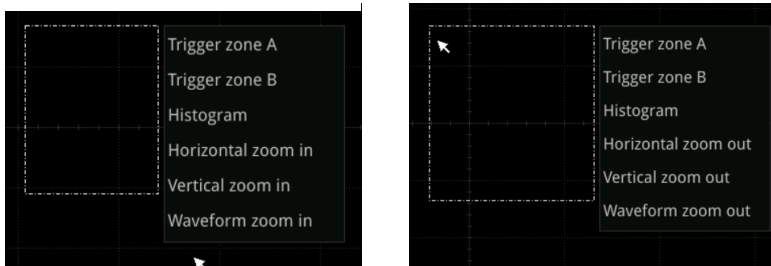 Trigger zone A
Trigger zone B
Histogram
Horizontal zoom in
Vertical zoom in
Waveform zoom in
Trigger zone A
Trigger zone B
Histogram
Horizontal zoom out
Vertical zoom out
Waveform zoom out